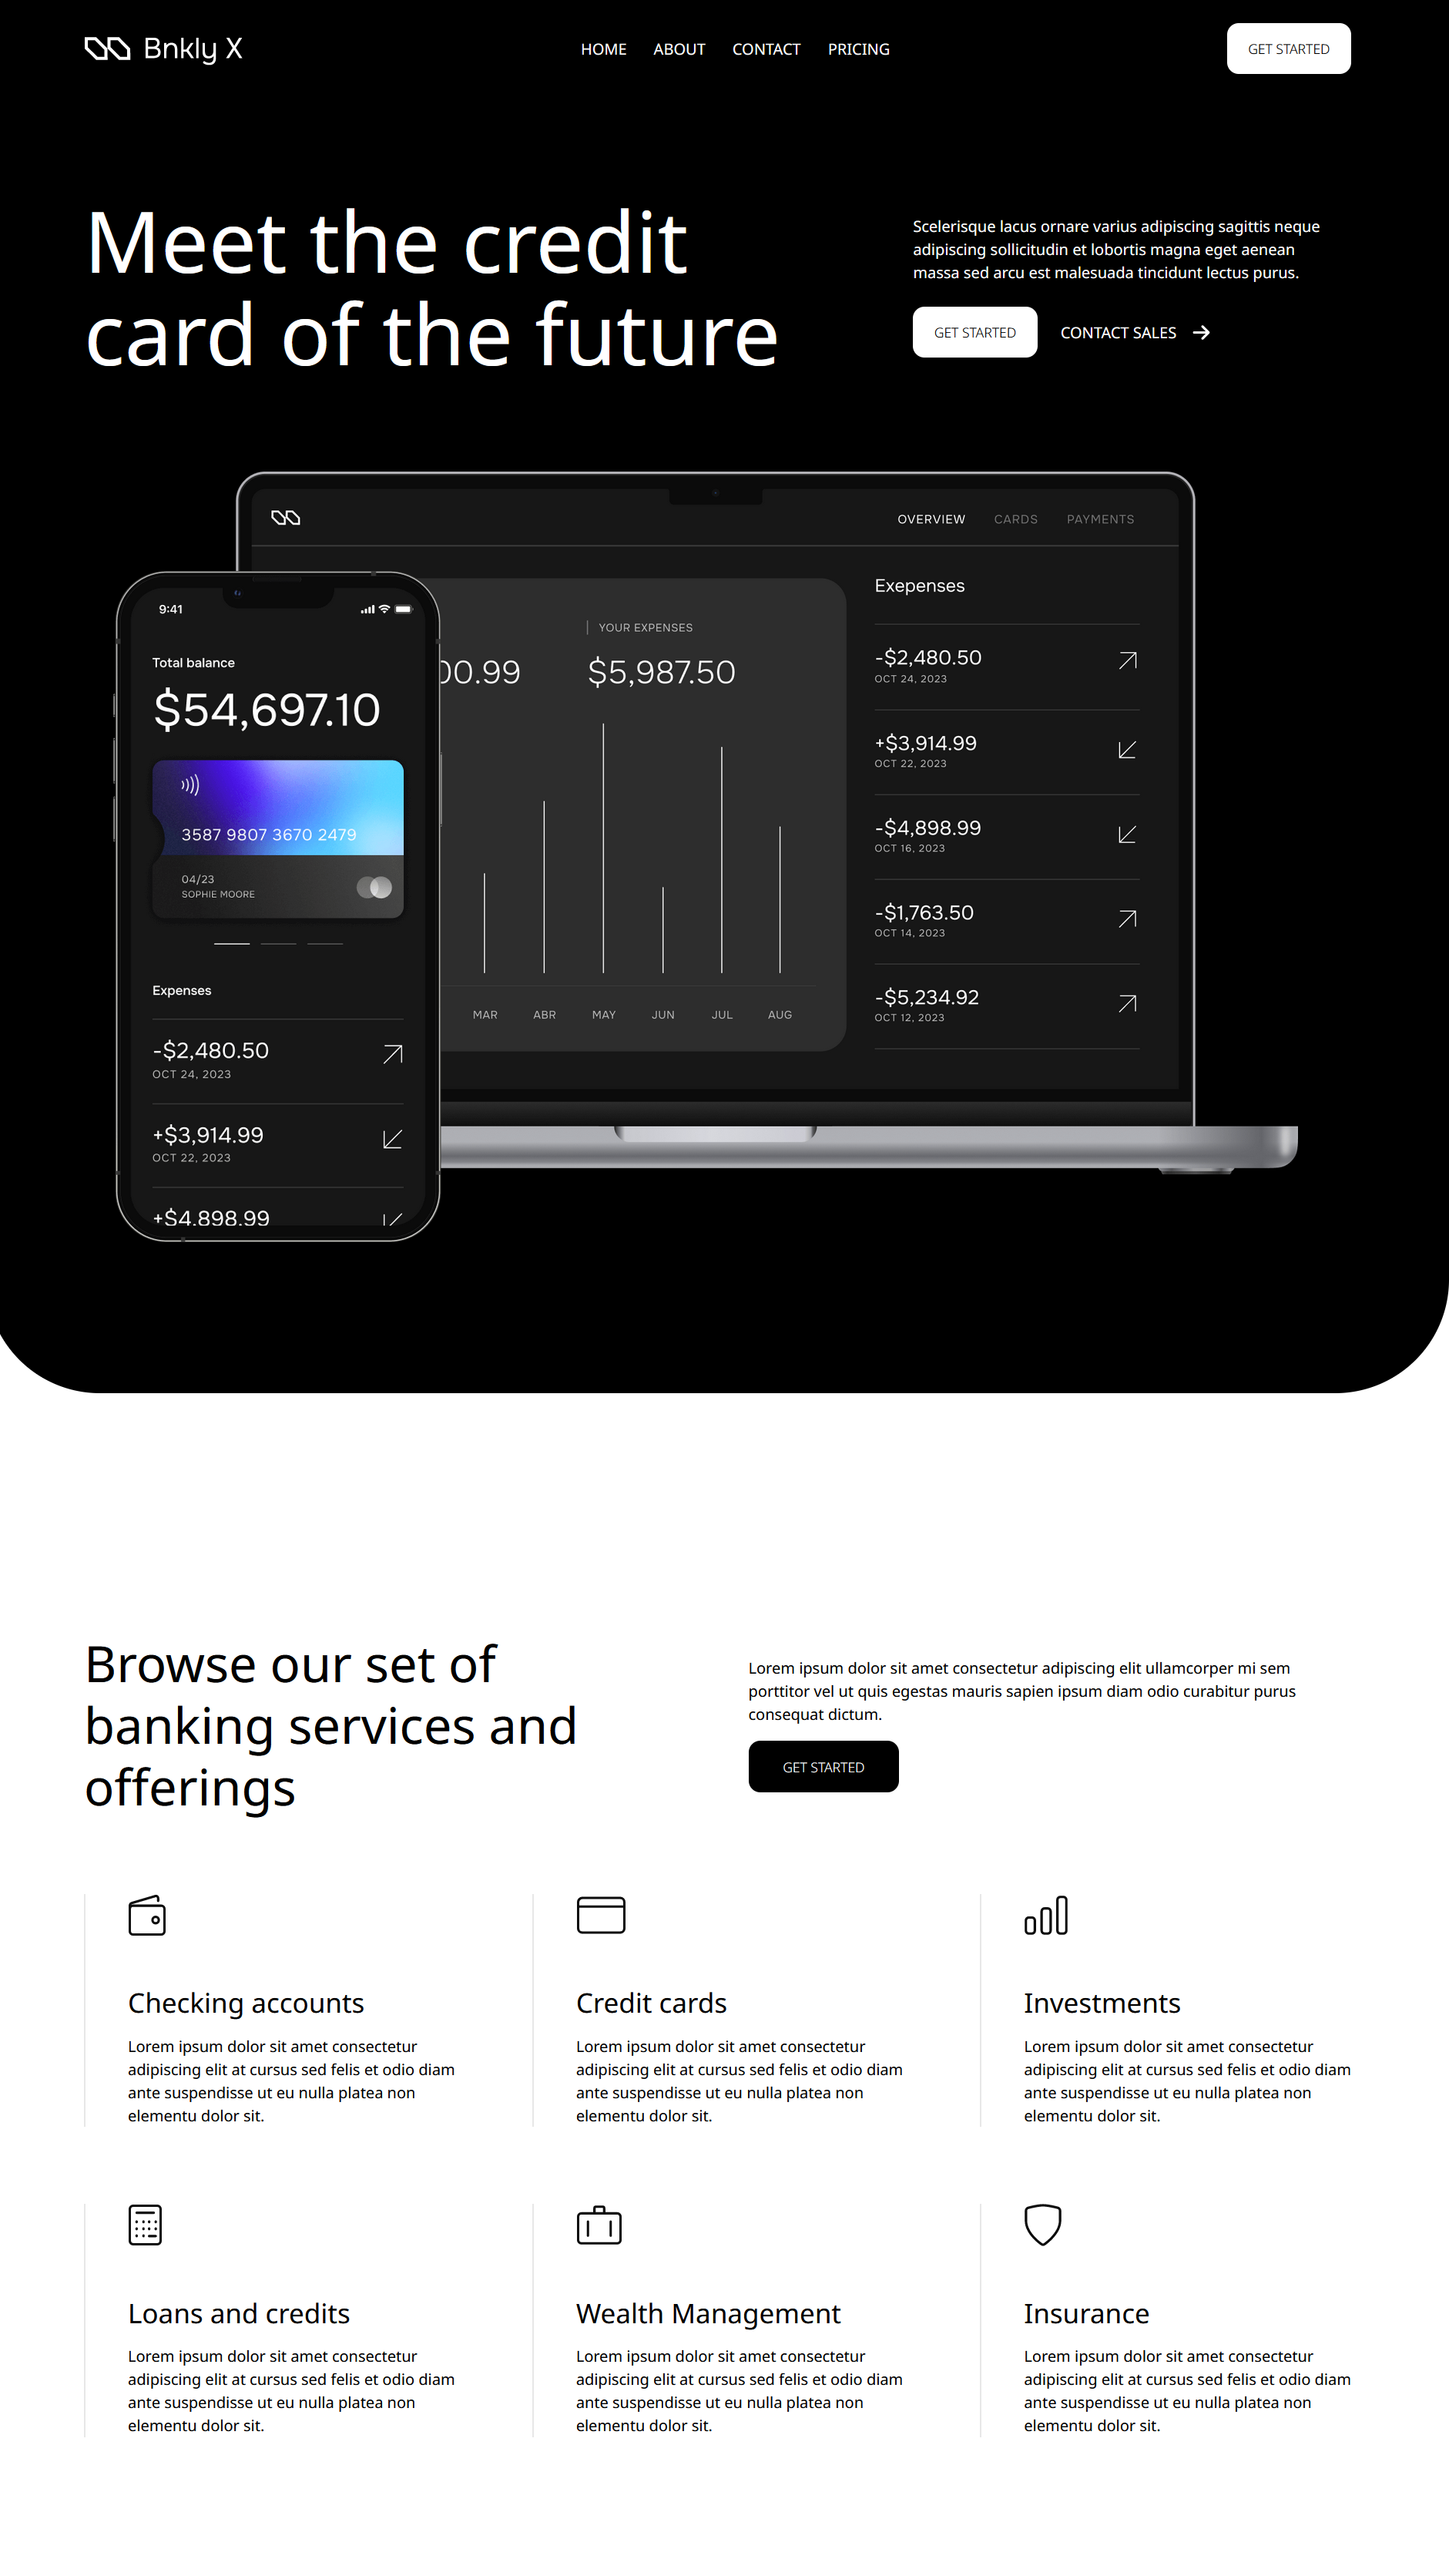 Bnkly X
HOME ABOUT CONTACT PRICING
GET STARTED
Meet the credit
card of the future
Scelerisque lacus ornare varius adipiscing sagittis neque
adipiscing sollicitudin et lobortis magna eget aenean
massa sed arcu est malesuada tincidunt lectus purus.
GET STARTED
CONTACT SALES
OVERVIEW CARDS PAYMENTS
YOUR EXPENSES
00.99
$5,987.50
MAR ABR MAY JUN JUL AUG
Exepenses
-$2,480.50
OCT 24, 2023
+$3,914.99
OCT 22, 2023
-$4,898.99
OCT 16, 2023
-$1,763.50
OCT 14, 2023
-$5,234.92
OCT 12, 2023
9:41
Total balance
$54,697.10
3587 9807 3670 2479
04/23
SOPHIE MOORE
Expenses
-$2,480.50
OCT 24, 2023
+$3,914.99
OCT 22, 2023
+$4,898.99
Browse our set of
banking services and
offerings
Lorem ipsum dolor sit amet consectetur adipiscing elit ullamcorper mi sem
porttitor vel ut quis egestas mauris sapien ipsum diam odio curabitur purus
consequat dictum.
GET STARTED
Checking accounts
Lorem ipsum dolor sit amet consectetur
adipiscing elit at cursus sed felis et odio diam
ante suspendisse ut eu nulla platea non
elementu dolor sit.
Credit cards
Lorem ipsum dolor sit amet consectetur
adipiscing elit at cursus sed felis et odio diam
ante suspendisse ut eu nulla platea non
elementu dolor sit.
Investments
Lorem ipsum dolor sit amet consectetur
adipiscing elit at cursus sed felis et odio diam
ante suspendisse ut eu nulla platea non
elementu dolor sit.
Loans and credits
Lorem ipsum dolor sit amet consectetur
adipiscing elit at cursus sed felis et odio diam
ante suspendisse ut eu nulla platea non
elementu dolor sit.
Wealth Management
Lorem ipsum dolor sit amet consectetur
adipiscing elit at cursus sed felis et odio diam
ante suspendisse ut eu nulla platea non
elementu dolor sit.
Insurance
Lorem ipsum dolor sit amet consectetur
adipiscing elit at cursus sed felis et odio diam
ante suspendisse ut eu nulla platea non
elementu dolor sit.